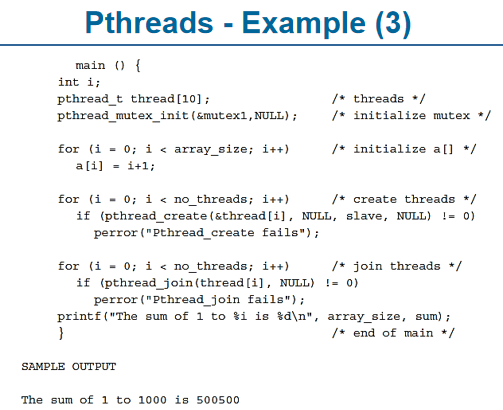 Pthreads - Example (3)
main () {
int i;
pthread_t thread[10]; /* threads */
pthread_mutex_init(&mutex1,NULL); /* initialize mutex */
for (i = 0; i < array_size; i++) /* initialize a[] */
a[i] = i+1;
for (i = 0; i < no_threads; i++) /* create threads */
if (pthread_create(&thread[i], NULL, slave, NULL) != 0)
perror("Pthread_create fails");
for (i = 0; i < no_threads; i++) /* join threads */
if (pthread_join(thread[i], NULL) != 0)
perror("Pthread_join fails");
printf("The sum of 1 to %i is %d\n", array_size, sum);
} /* end of main */
SAMPLE OUTPUT
The sum of 1 to 1000 is 500500